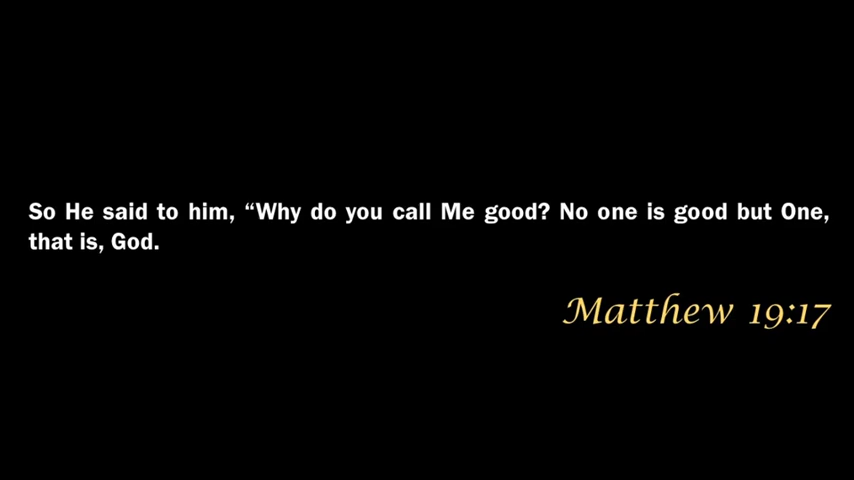 So He said to him, “Why do you call Me good? No one is good but One,
that is, God.
Matthew 19:17